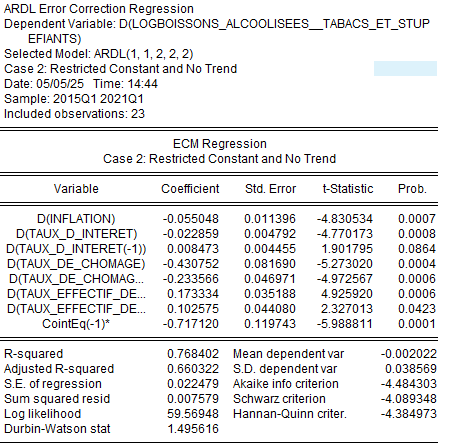 ARDL Error Correction Regression
Dependent Variable: D(LOGBOISSONS_ALCOOLISEES__TABACS_ET_STUP
EFIANTS)
Selected Model: ARDL(1, 1, 2, 2, 2)
Case 2: Restricted Constant and No Trend
Date: 05/05/25 Time: 14:44
Sample: 2015Q1 2021Q1
Included observations: 23
ECM Regression
Case 2: Restricted Constant and No Trend
Variable Coefficient Std. Error t-Statistic Prob.
D(INFLATION) -0.055048 0.011396 -4.830534 0.0007
D(TAUX_D_INTERET) -0.022859 0.004792 -4.770173 0.0008
D(TAUX_D_INTERET(-1)) 0.008473 0.004455 1.901795 0.0864
D(TAUX_DE_CHOMAGE) -0.430752 0.081690 -5.273020 0.0004
D(TAUX_DE_CHOMAG... -0.233566 0.046971 -4.972567 0.0006
D(TAUX_EFFECTIF_DE... 0.173334 0.035188 4.925920 0.0006
D(TAUX_EFFECTIF_DE... 0.102575 0.044080 2.327013 0.0423
CointEq(-1)* -0.717120 0.119743 -5.988811 0.0001
R-squared 0.768402 Mean dependent var -0.002022
Adjusted R-squared 0.660322 S.D. dependent var 0.038569
S.E. of regression 0.022479 Akaike info criterion -4.484303
Sum squared resid 0.007579 Schwarz criterion -4.089348
Log likelihood 59.56948 Hannan-Quinn criter. -4.384973
Durbin-Watson stat 1.495616